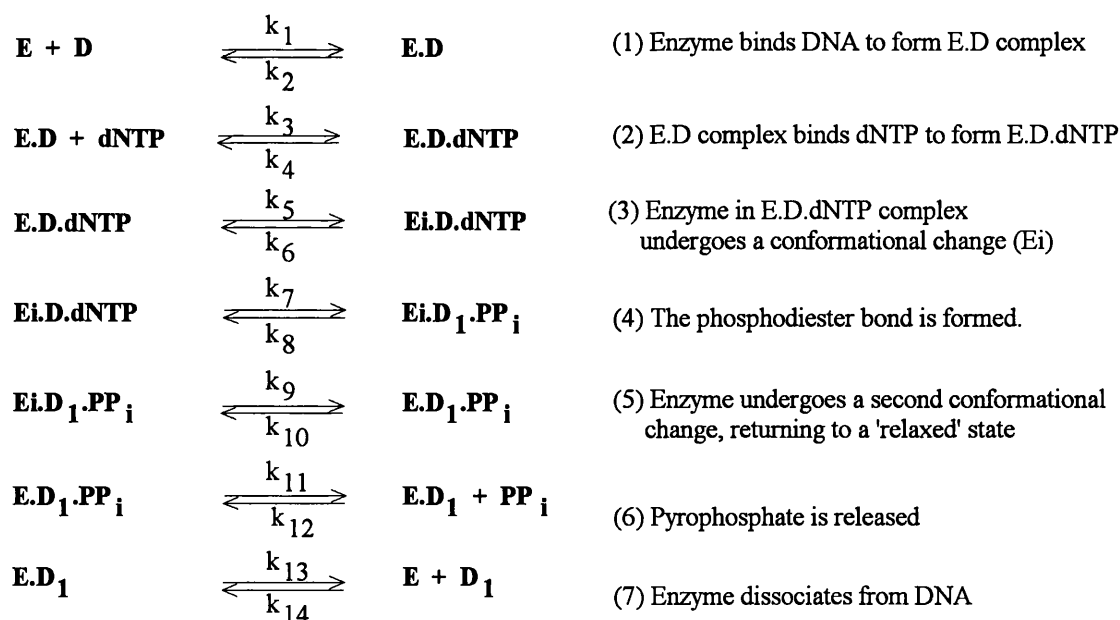 E + D k1 k2 E.D (1) Enzyme binds DNA to form E.D complex
E.D + dNTP k3 k4 E.D.dNTP (2) E.D complex binds dNTP to form E.D.dNTP
E.D.dNTP k5 k6 Ei.D.dNTP (3) Enzyme in E.D.dNTP complex
undergoes a conformational change (Ei)
Ei.D.dNTP k7 k8 Ei.D1.PPi (4) The phosphodiester bond is formed.
Ei.D1.PPi k9 k10 E.D1.PPi (5) Enzyme undergoes a second conformational
change, returning to a 'relaxed' state
E.D1.PPi k11 k12 E.D1 + PPi (6) Pyrophosphate is released
E.D1 k13 k14 E + D1 (7) Enzyme dissociates from DNA